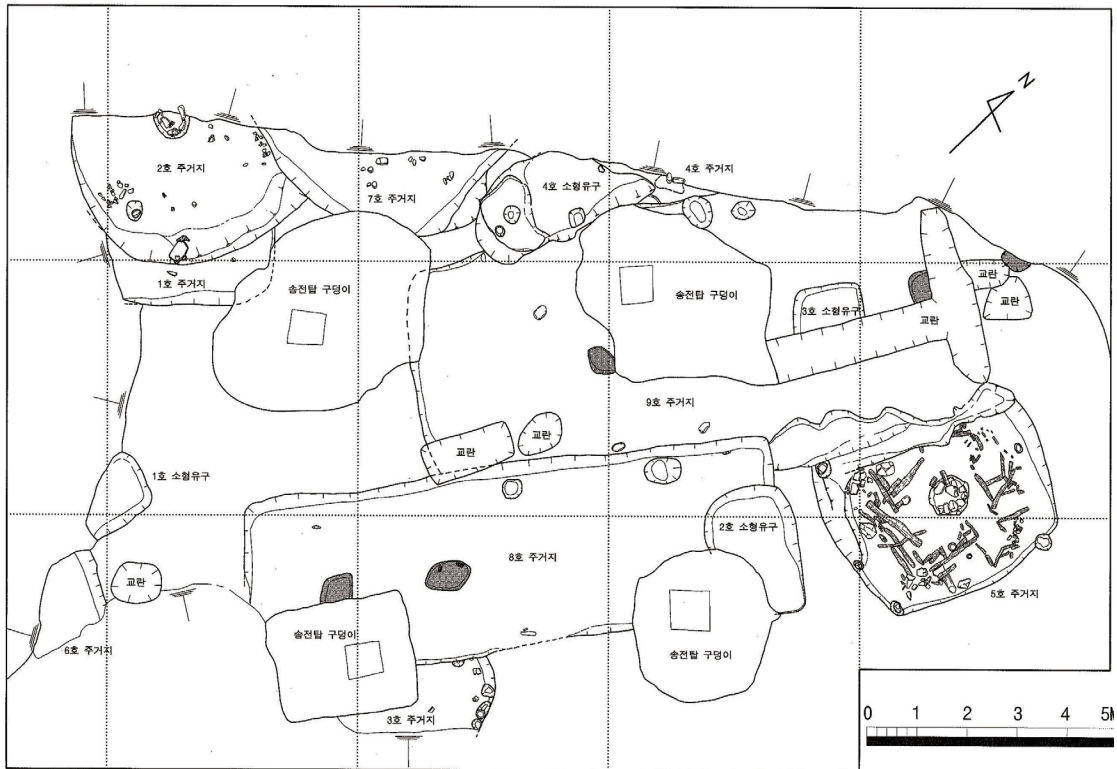 N
2호 주거지
4호 주거지
4호 소형유구
7호 주거지
1호 주거지
송전탑 구덩이
송전탑 구덩이
3호 소형유구
교란
교란
교란
9호 주거지
교란
교란
1호 소형유구
2호 소형유구
8호 주거지
교란
5호 주거지
6호 주거지
송전탑 구덩이
송전탑 구덩이
3호 주거지
0 1 2 3 4 5M